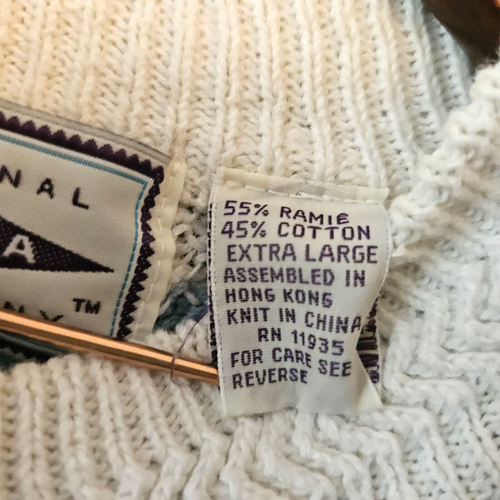 NAL
A
TM
55% RAMIE
45% COTTON
EXTRA LARGE
ASSEMBLED IN
HONG KONG
KNIT IN CHINA
RN 11935
FOR CARE SEE
REVERSE